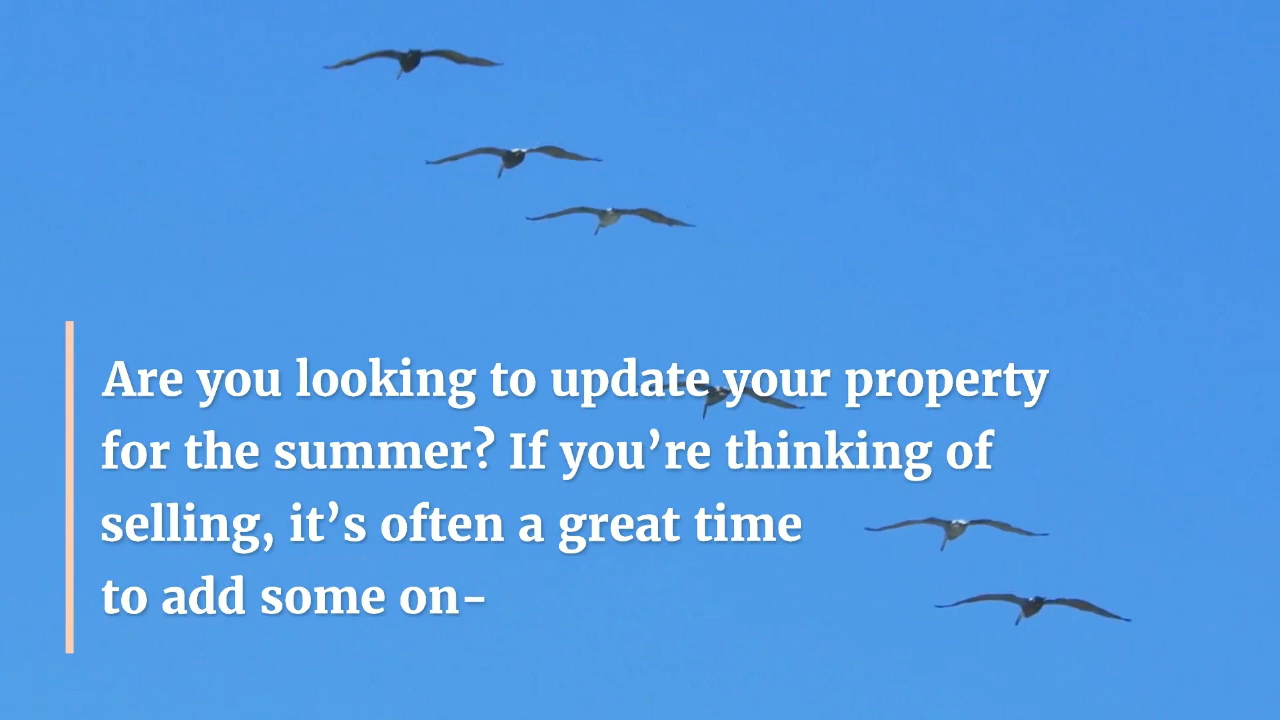 Are you looking to update your property
for the summer? If you’re thinking of
selling, it’s often a great time
to add some on-